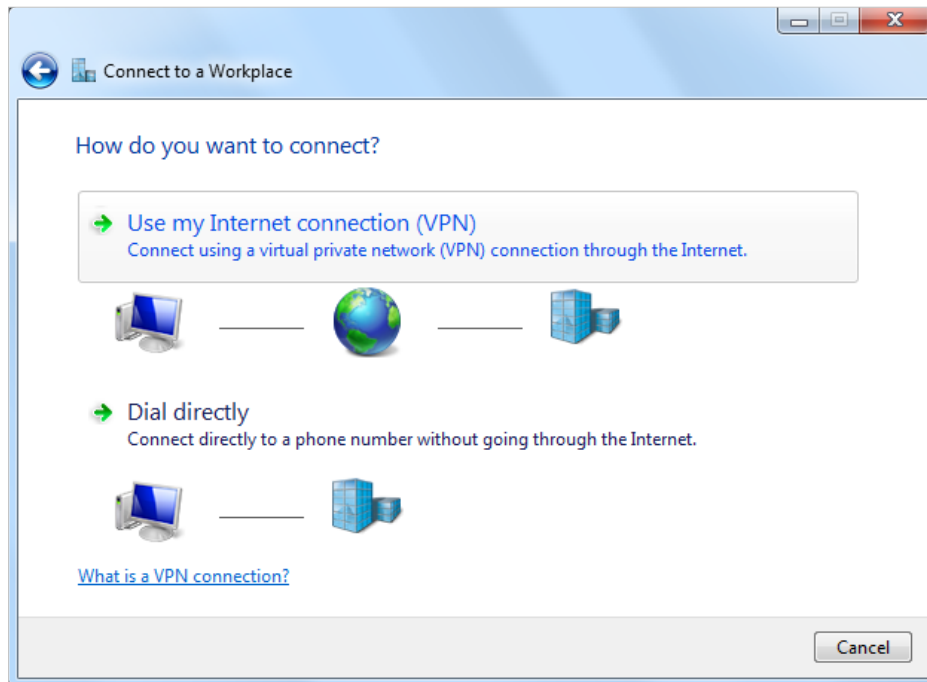 Connect to a Workplace
How do you want to connect?
Use my Internet connection (VPN)
Connect using a virtual private network (VPN) connection through the Internet.
Dial directly
Connect directly to a phone number without going through the Internet.
What is a VPN connection?
Cancel